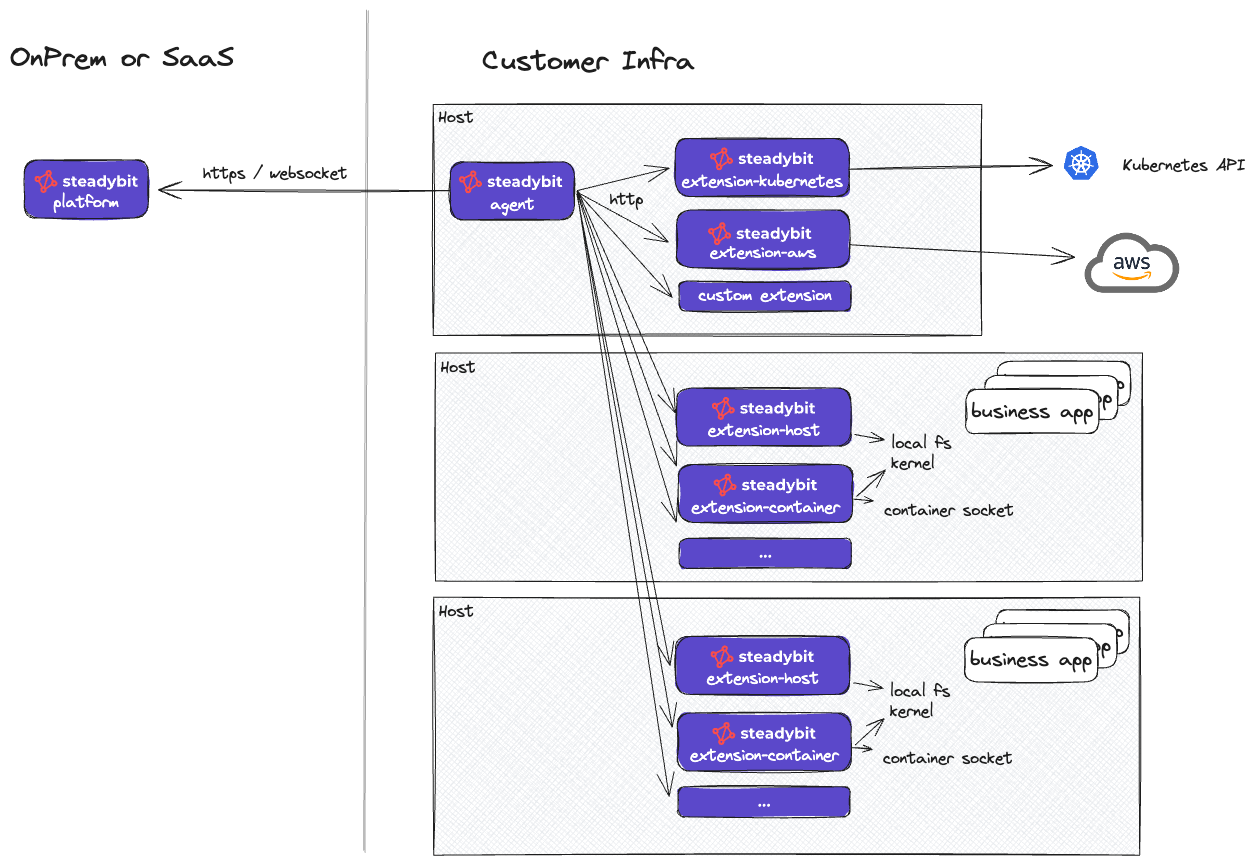 OnPrem or SaaS
Customer Infra
Host
steadybit
platform
https / websocket
steadybit
agent
http
steadybit
extension-kubernetes
Kubernetes API
steadybit
extension-aws
aws
custom extension
Host
steadybit
extension-host
business app
p
p
local fs
kernel
steadybit
extension-container
container socket
...
Host
steadybit
extension-host
business app
p
p
local fs
kernel
steadybit
extension-container
container socket
...